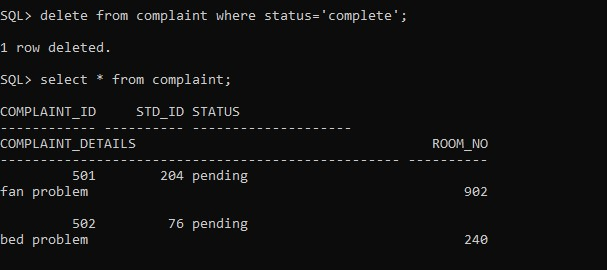 SQL> delete from complaint where status='complete';
1 row deleted.
SQL> select * from complaint;
COMPLAINT_ID     STD_ID STATUS
------------ ---------- --------------------
COMPLAINT_DETAILS                                     ROOM_NO
-------------------------------------------------- ----------
         501        204 pending
fan problem                                               902
         502         76 pending
bed problem                                               240